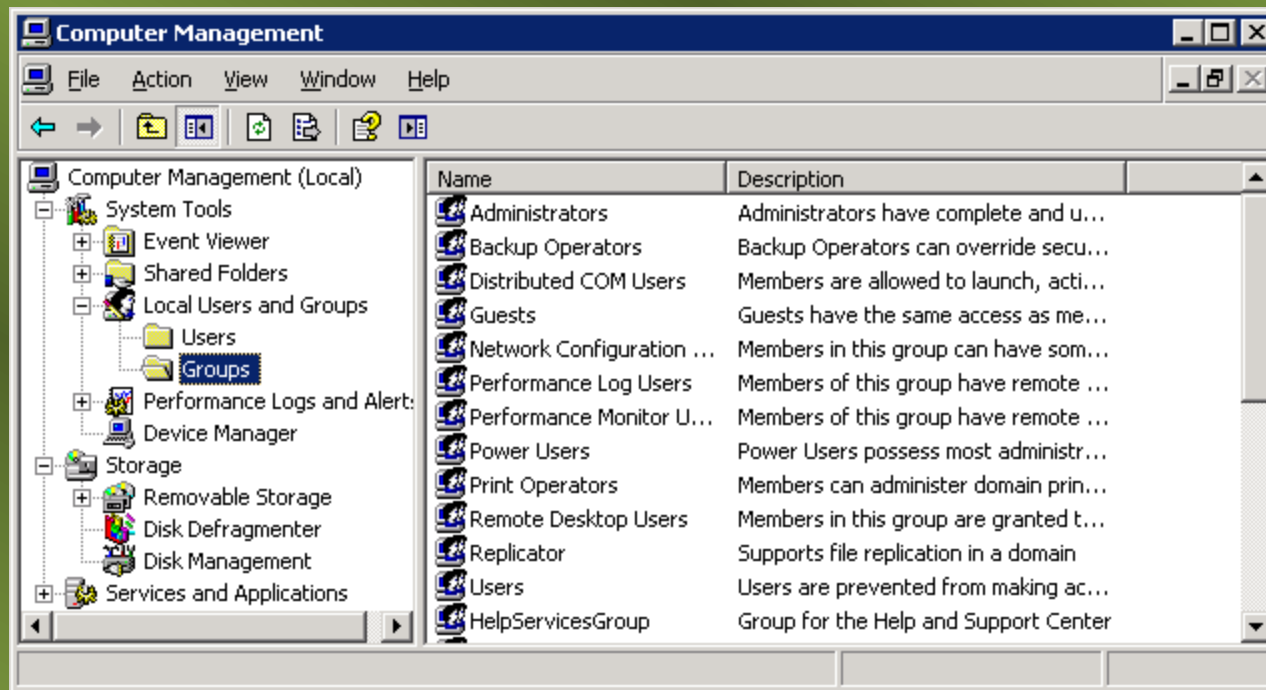 Computer Management
File Action View Window Help
Computer Management (Local)
System Tools
Event Viewer
Shared Folders
Local Users and Groups
Users
Groups
Performance Logs and Alert
Device Manager
Storage
Removable Storage
Disk Defragmenter
Disk Management
Services and Applications
Name Description
Administrators Administrators have complete and u...
Backup Operators Backup Operators can override secu...
Distributed COM Users Members are allowed to launch, acti...
Guests Guests have the same access as me...
Network Configuration ... Members in this group can have som...
Performance Log Users Members of this group have remote ...
Performance Monitor U... Members of this group have remote ...
Power Users Power Users possess most administr...
Print Operators Members can administer domain prin...
Remote Desktop Users Members in this group are granted t...
Replicator Supports file replication in a domain
Users Users are prevented from making ac...
HelpServicesGroup Group for the Help and Support Center